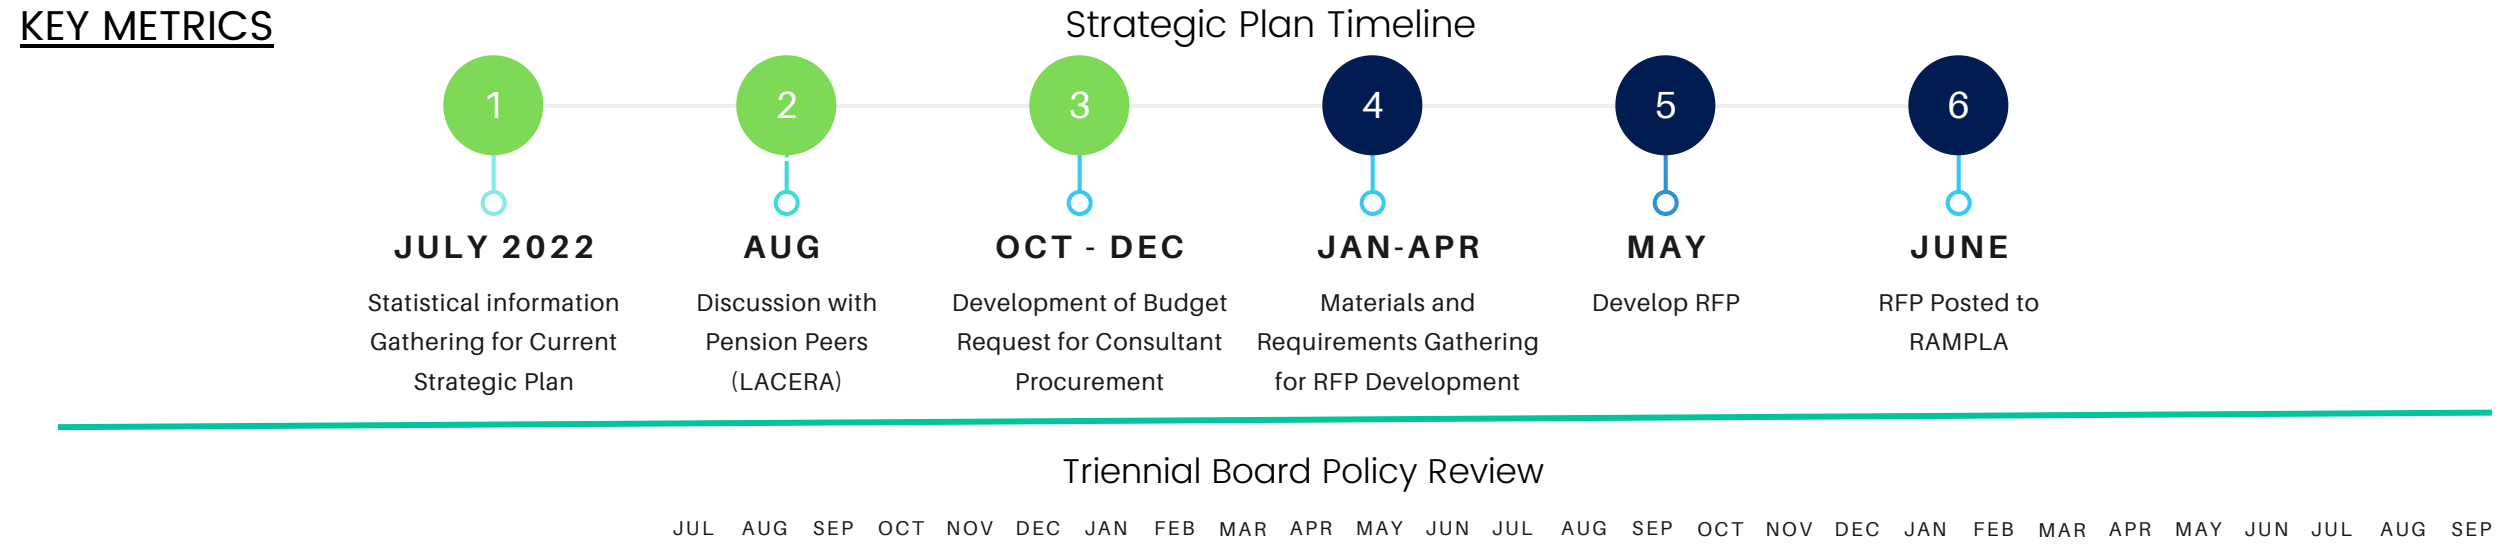 KEY METRICS
Strategic Plan Timeline
1
2
3
4
5
6
JULY 2022
Statistical information
Gathering for Current
Strategic Plan
AUG
Discussion with
Pension Peers
(LACERA)
OCT - DEC
Development of Budget
Request for Consultant
Procurement
JAN-APR
Materials and
Requirements Gathering
for RFP Development
MAY
Develop RFP
JUNE
RFP Posted to
RAMPLA
Triennial Board Policy Review
JUL AUG SEP OCT NOV DEC JAN FEB MAR APR MAY JUN JUL AUG SEP OCT NOV DEC JAN FEB MAR APR MAY JUN JUL AUG SEP